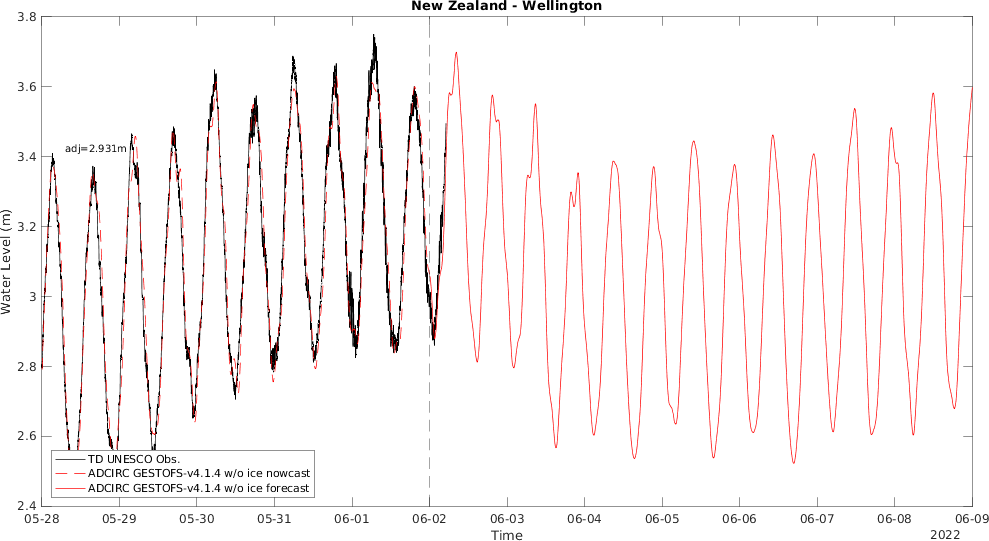 New Zealand - Wellington
3.8
3.6
3.4
3.2
3
2.8
2.6
2.4
Water Level (m)
adj=2.931m
TD UNESCO Obs.
ADCIRC GESTOFS-v4.1.4 w/o ice nowcast
ADCIRC GESTOFS-v4.1.4 w/o ice forecast
05-28 05-29 05-30 05-31 06-01 06-02 06-03 06-04 06-05 06-06 06-07 06-08 06-09
Time
2022